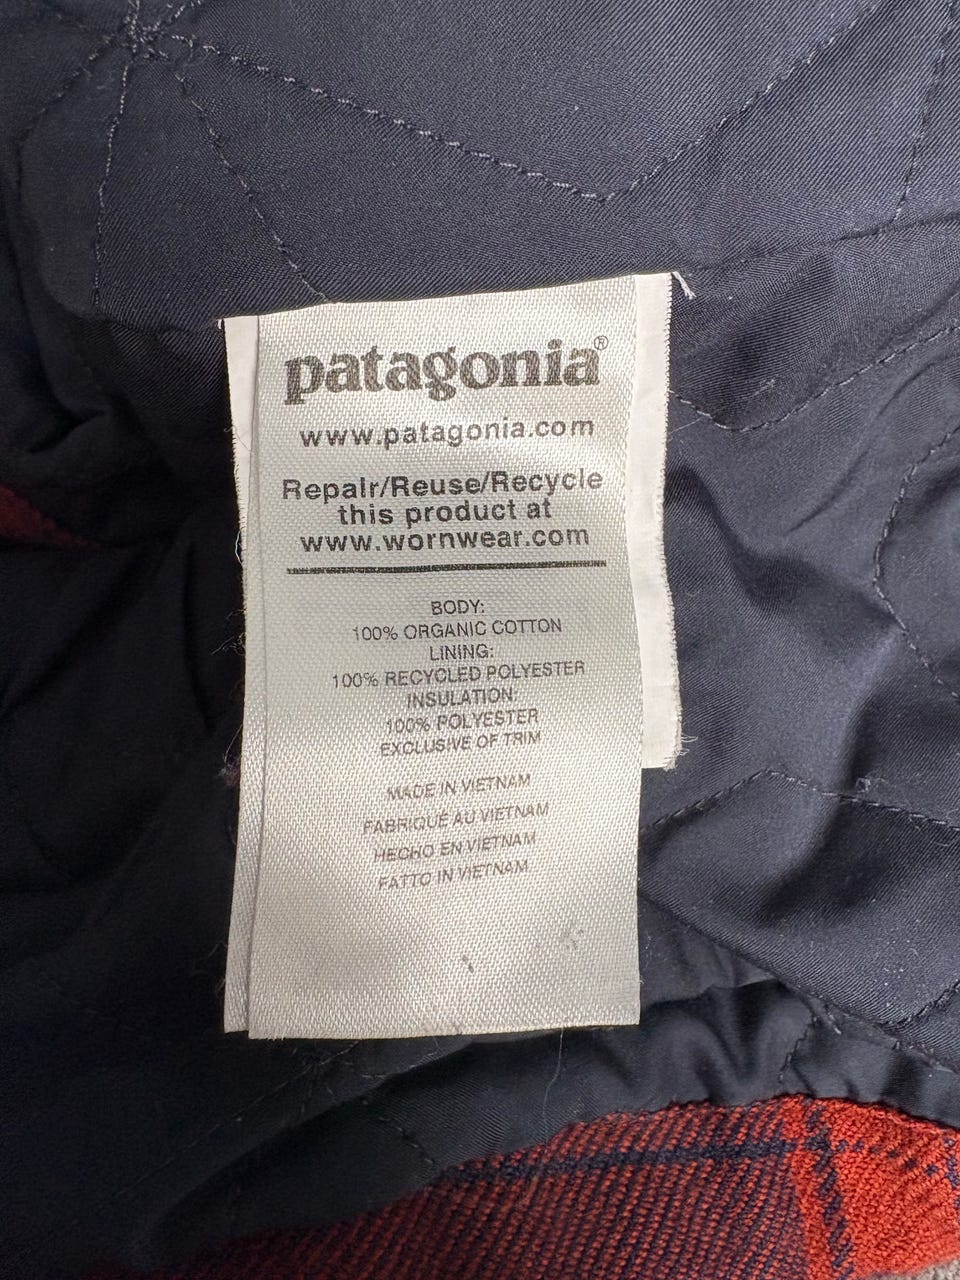 patagonia®
www.patagonia.com
Repair/Reuse/Recycle
this product at
www.wornwear.com
BODY:
100% ORGANIC COTTON
LINING:
100% RECYCLED POLYESTER
INSULATION:
100% POLYESTER
EXCLUSIVE OF TRIM
MADE IN VIETNAM
FABRIQUÉ AU VIETNAM
HECHO EN VIETNAM
FATTO IN VIETNAM